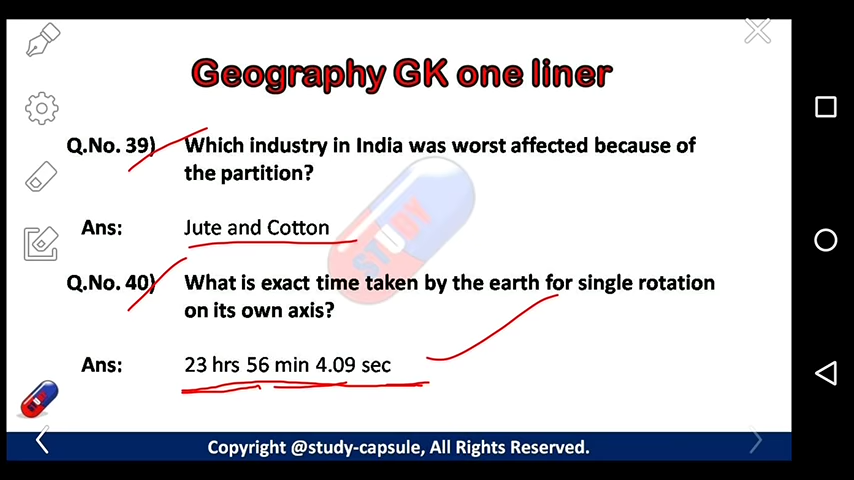 Geography GK one liner
Q.No. 39) Which industry in India was worst affected because of
the partition?
Ans: Jute and Cotton
STUDY
Q.No. 40) What is exact time taken by the earth for single rotation
on its own axis?
Ans: 23 hrs 56 min 4.09 sec
Copyright @study-capsule, All Rights Reserved.